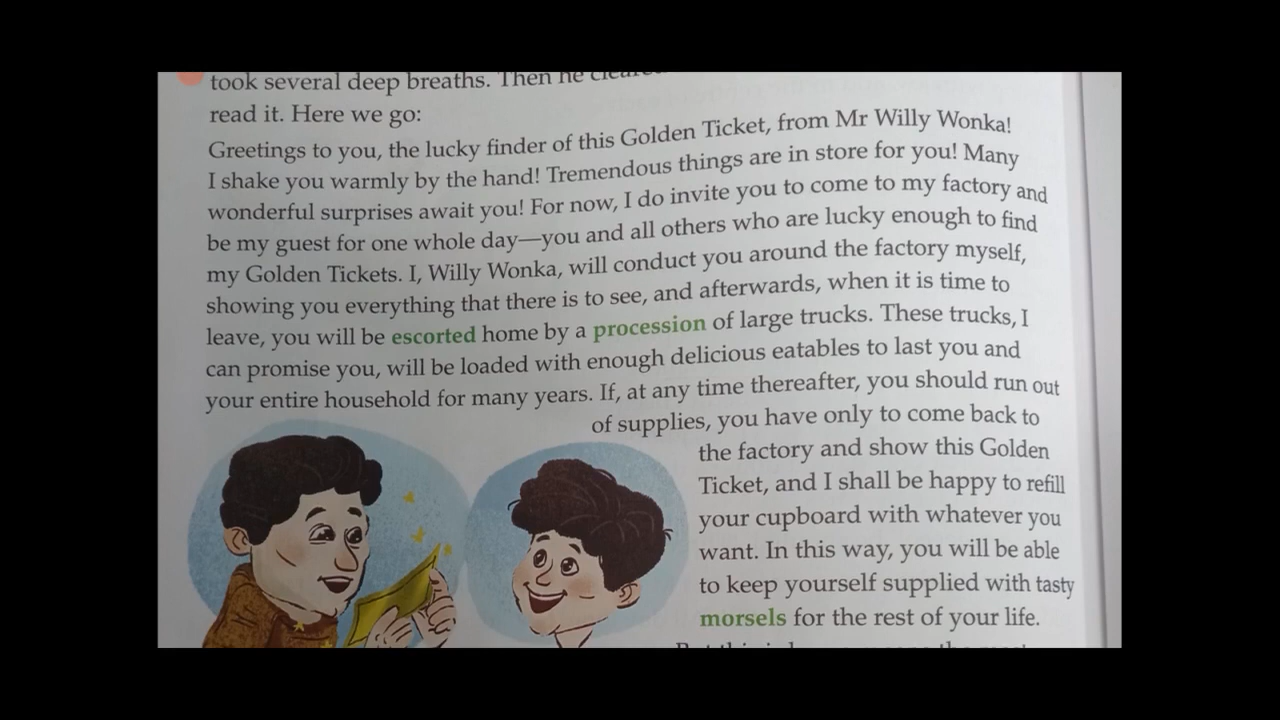 took several deep breaths. Then he cleared
read it. Here we go:
Greetings to you, the lucky finder of this Golden Ticket, from Mr Willy Wonka!
I shake you warmly by the hand! Tremendous things are in store for you! Many
wonderful surprises await you! For now, I do invite you to come to my factory and
be my guest for one whole day—you and all others who are lucky enough to find
my Golden Tickets. I, Willy Wonka, will conduct you around the factory myself,
showing you everything that there is to see, and afterwards, when it is time to
leave, you will be escorted home by a procession of large trucks. These trucks, I
can promise you, will be loaded with enough delicious eatables to last you and
your entire household for many years. If, at any time thereafter, you should run out
of supplies, you have only to come back to
the factory and show this Golden
Ticket, and I shall be happy to refill
your cupboard with whatever you
want. In this way, you will be able
to keep yourself supplied with tasty
morsels for the rest of your life.